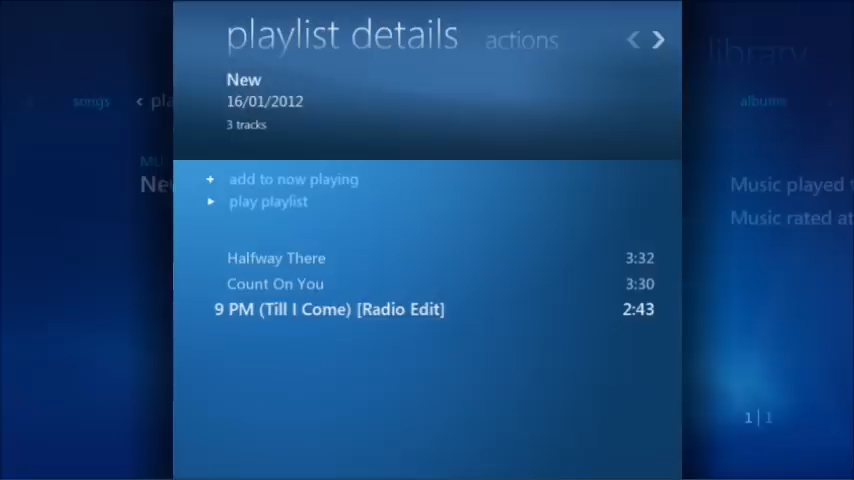 playlist details actions
library
New
16/01/2012
3 tracks
songs
albums
add to now playing
play playlist
Music played
Music rated at
Halfway There 3:32
Count On You 3:30
9 PM (Till I Come) [Radio Edit] 2:43
1 | 1